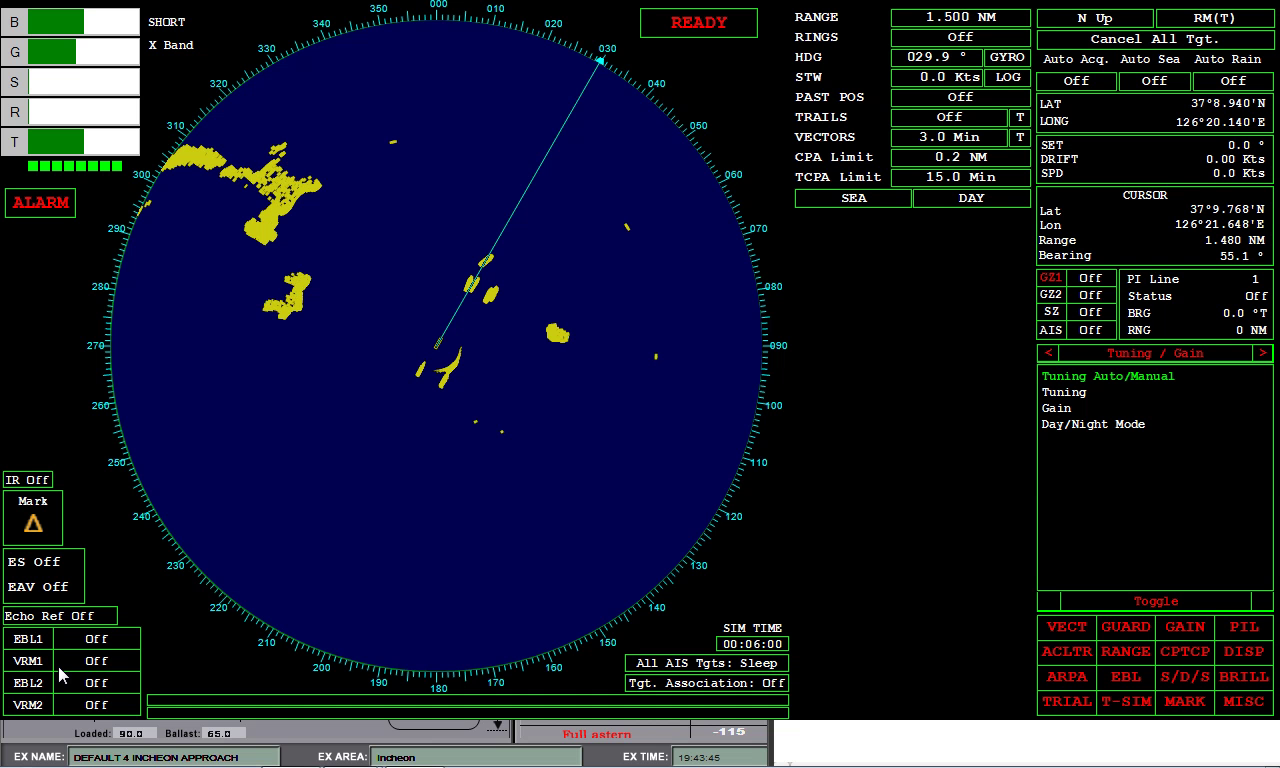 B
G
S
R
T
SHORT
X Band
ALARM
READY
000
010
020
030
040
050
060
070
080
090
100
110
120
130
140
150
160
170
180
190
200
210
220
230
240
250
260
270
280
290
300
310
320
330
340
350
RANGE 1.500 NM
RINGS Off
HDG 029.9 ° GYRO
STW 0.0 Kts LOG
PAST POS Off
TRAILS Off T
VECTORS 3.0 Min T
CPA Limit 0.2 NM
TCPA Limit 15.0 Min
SEA DAY
N Up RM(T)
Cancel All Tgt.
Auto Acq. Auto Sea Auto Rain
Off Off Off
LAT 37°8.940'N
LONG 126°20.140'E
SET 0.0 °
DRIFT 0.00 Kts
SPD 0.0 Kts
CURSOR
Lat 37°9.768'N
Lon 126°21.648'E
Range 1.480 NM
Bearing 55.1 °
GZ1 Off
GZ2 Off
SZ Off
AIS Off
PI Line 1
Status Off
BRG 0.0 °T
RNG 0 NM
< Tuning / Gain >
Tuning Auto/Manual
Tuning
Gain
Day/Night Mode
Toggle
VECT GUARD GAIN PIL
ACLTR RANGE CPTCP DISP
ARPA EBL S/D/S BRILL
TRIAL T-SIM MARK MISC
IR Off
Mark
ES Off
EAV Off
Echo Ref Off
EBL1 Off
VRM1 Off
EBL2 Off
VRM2 Off
SIM TIME
00:06:00
All AIS Tgts: Sleep
Tgt. Association: Off
Loaded: 90.0 Ballast: 65.0
Full astern -115
EX NAME: DEFAULT 4 INCHEON APPROACH EX AREA: Incheon EX TIME: 19:43:45